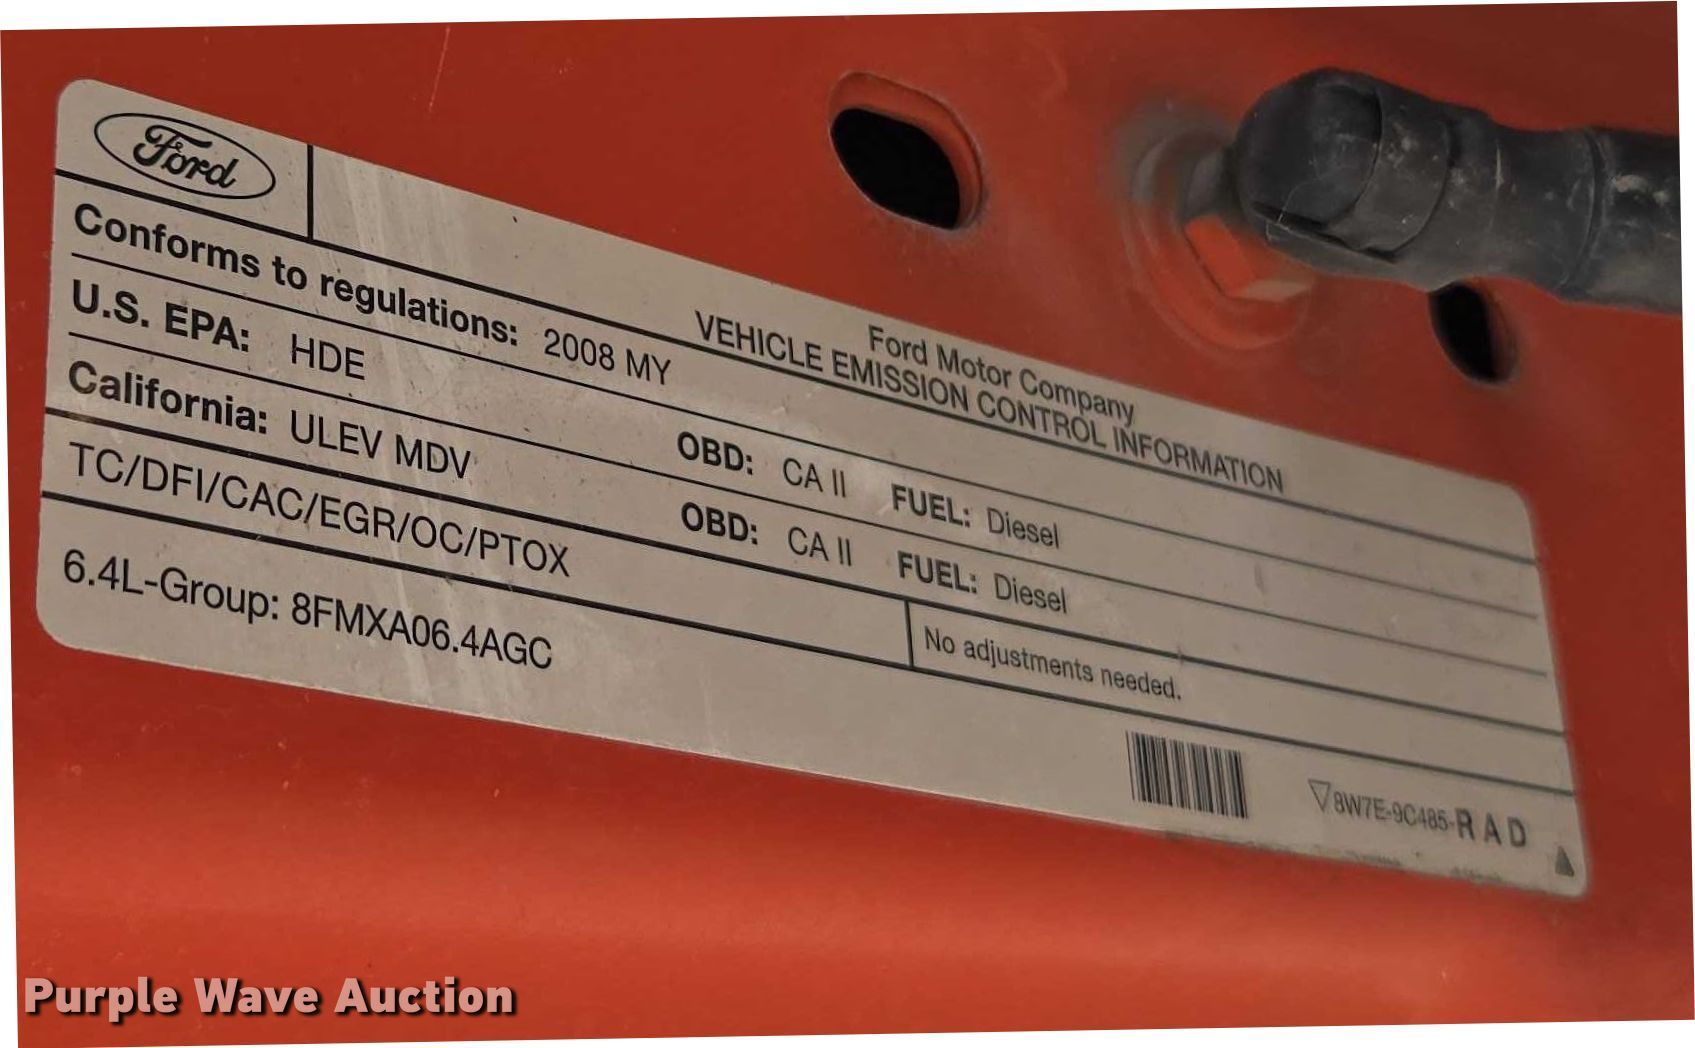 Ford
Ford Motor Company
VEHICLE EMISSION CONTROL INFORMATION
Conforms to regulations: 2008 MY
U.S. EPA: HDE OBD: CA II FUEL: Diesel
California: ULEV MDV OBD: CA II FUEL: Diesel
TC/DFI/CAC/EGR/OC/PTOX No adjustments needed.
6.4L-Group: 8FMXA06.4AGC
8W7E-9C485-RAD
Purple Wave Auction